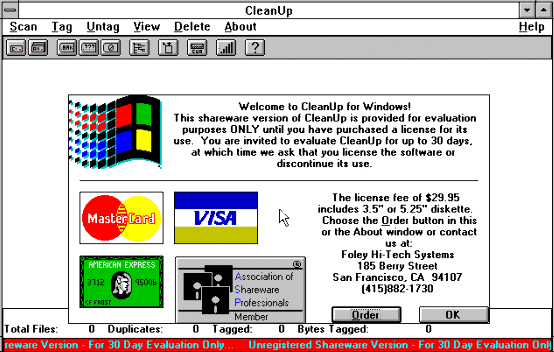 CleanUp
Scan Tag Untag View Delete About Help
.BAK ???
Welcome to CleanUp for Windows!
This shareware version of CleanUp is provided for evaluation
purposes ONLY until you have purchased a license for its
use. You are invited to evaluate CleanUp for up to 30 days,
at which time we ask that you license the software or
discontinue its use.
MasterCard
VISA
The license fee of $29.95
includes 3.5" or 5.25" diskette.
Choose the Order button in this
or the About window or contact
us at:
Foley Hi-Tech Systems
185 Berry Street
San Francisco, CA 94107
(415)882-1730
AMERICAN EXPRESS
3712 95006
CF FROST
Association of
Shareware
Professionals
Member
Order OK
Total Files: 0 Duplicates: 0 Tagged: 0 Bytes Tagged: 0
reware Version - For 30 Day Evaluation Only... Unregistered Shareware Version - For 30 Day Evaluation Only